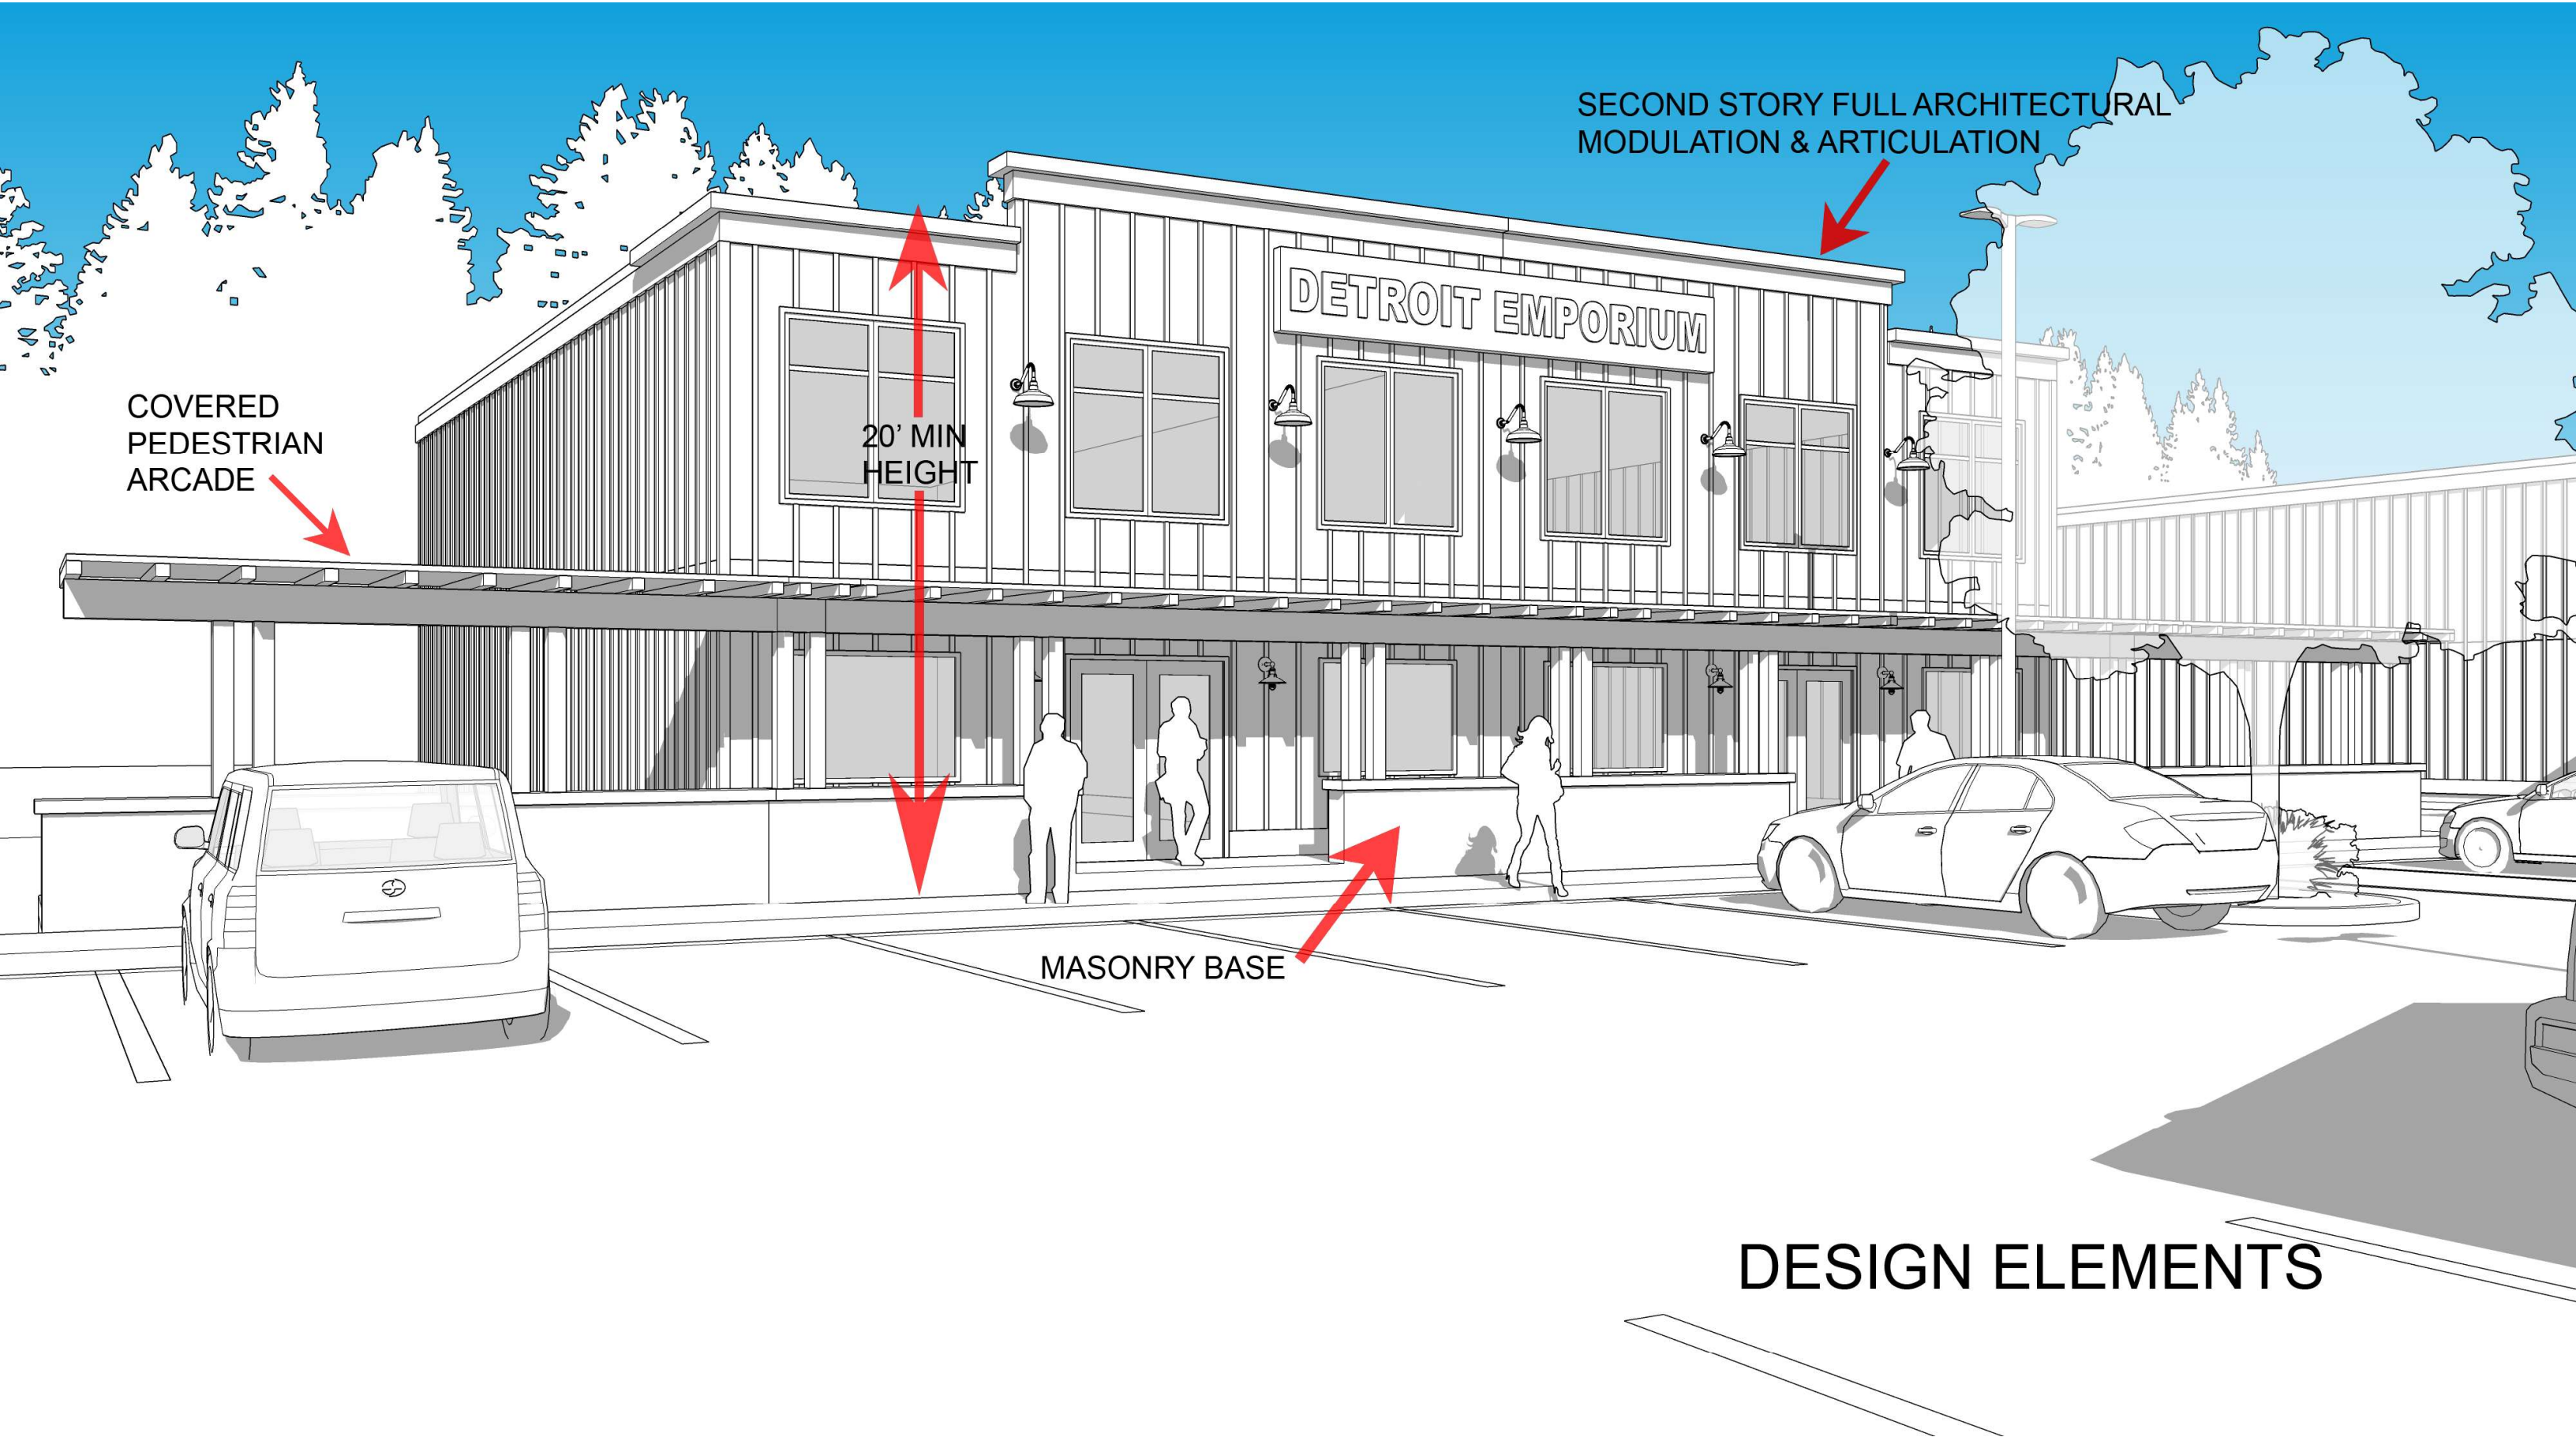 SECOND STORY FULL ARCHITECTURAL
MODULATION & ARTICULATION
DETROIT EMPORIUM
COVERED
PEDESTRIAN
ARCADE
20’ MIN
HEIGHT
MASONRY BASE
DESIGN ELEMENTS